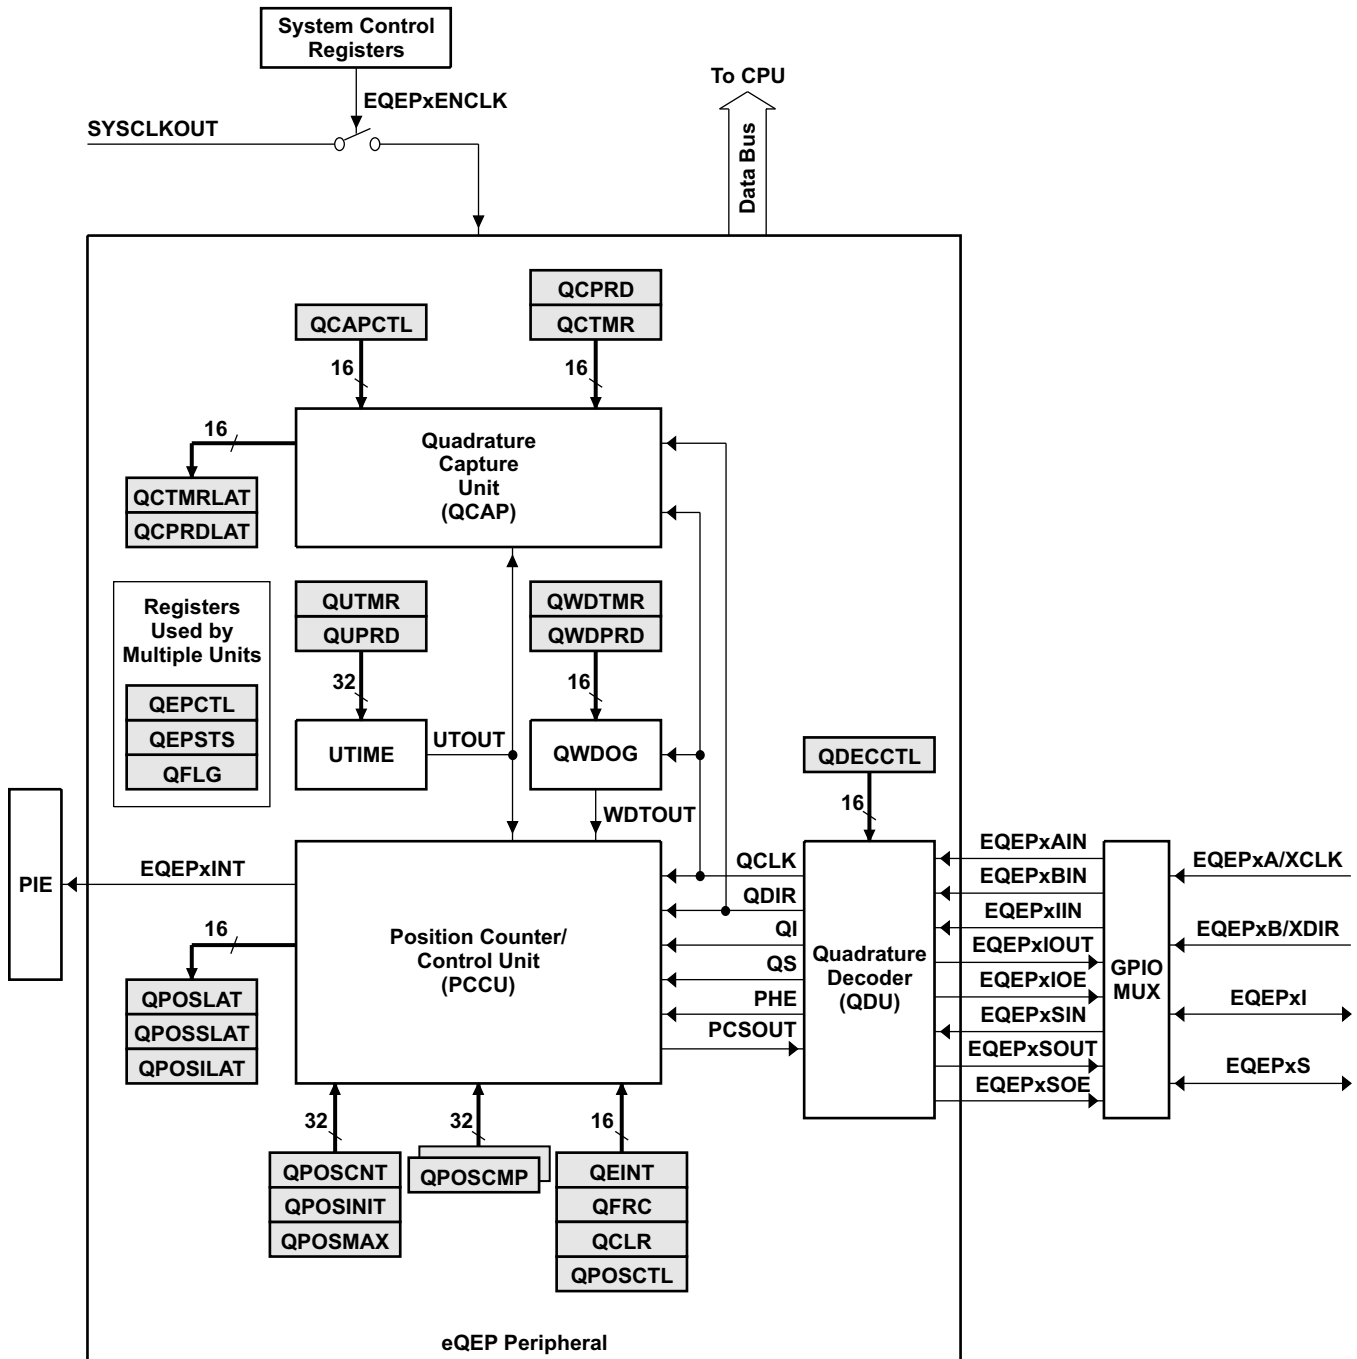 System Control
Registers
To CPU
EQEPxENCLK
SYSCLKOUT
Data Bus
QCPRD
QCTMR
QCAPCTL
16
16
16
Quadrature
Capture
Unit
(QCAP)
QCTMRLAT
QCPRDLAT
Registers
Used by
Multiple Units
QEPCTL
QEPSTS
QFLG
QUTMR
QUPRD
32
UTIME
UTOUT
QWDTMR
QWDPRD
16
QWDOG
WDTOUT
QDECCTL
16
PIE
EQEPxINT
16
QPOSLAT
QPOSSLAT
QPOSILAT
Position Counter/
Control Unit
(PCCU)
QCLK
QDIR
QI
QS
PHE
PCSOUT
Quadrature
Decoder
(QDU)
EQEPxAIN
EQEPxBIN
EQEPxIIN
EQEPxIOUT
EQEPxIOE
EQEPxSIN
EQEPxSOUT
EQEPxSOE
GPIO
MUX
EQEPxA/XCLK
EQEPxB/XDIR
EQEPxI
EQEPxS
32
32
16
QPOSCNT
QPOSINIT
QPOSMAX
QPOSCMP
QEINT
QFRC
QCLR
QPOSCTL
eQEP Peripheral